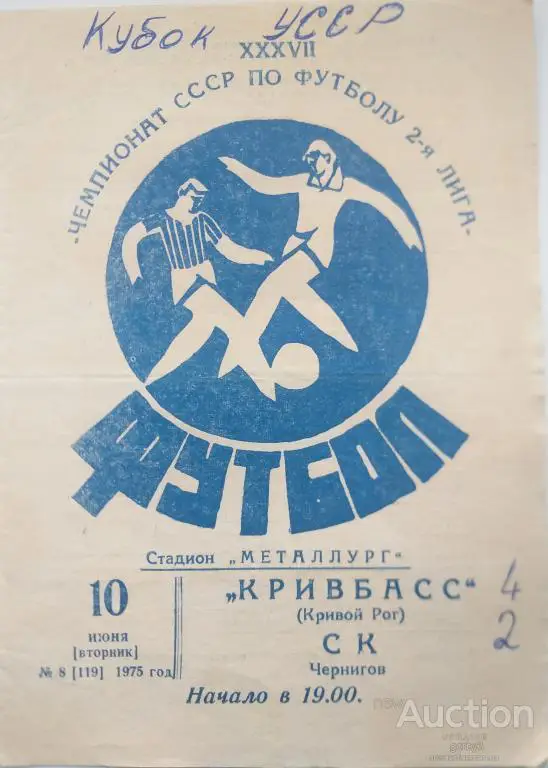 Кубок УССР
XXXVII
-ЧЕМПИОНАТ СССР ПО ФУТБОЛУ 2-я ЛИГА-
ФУТБОЛ
Стадион „МЕТАЛЛУРГ“
10
июня
[вторник]
№ 8 [119] 1975 год
„КРИВБАСС“ 4
(Кривой Рог)
СК 2
Чернигов
Начало в 19.00.
Auction